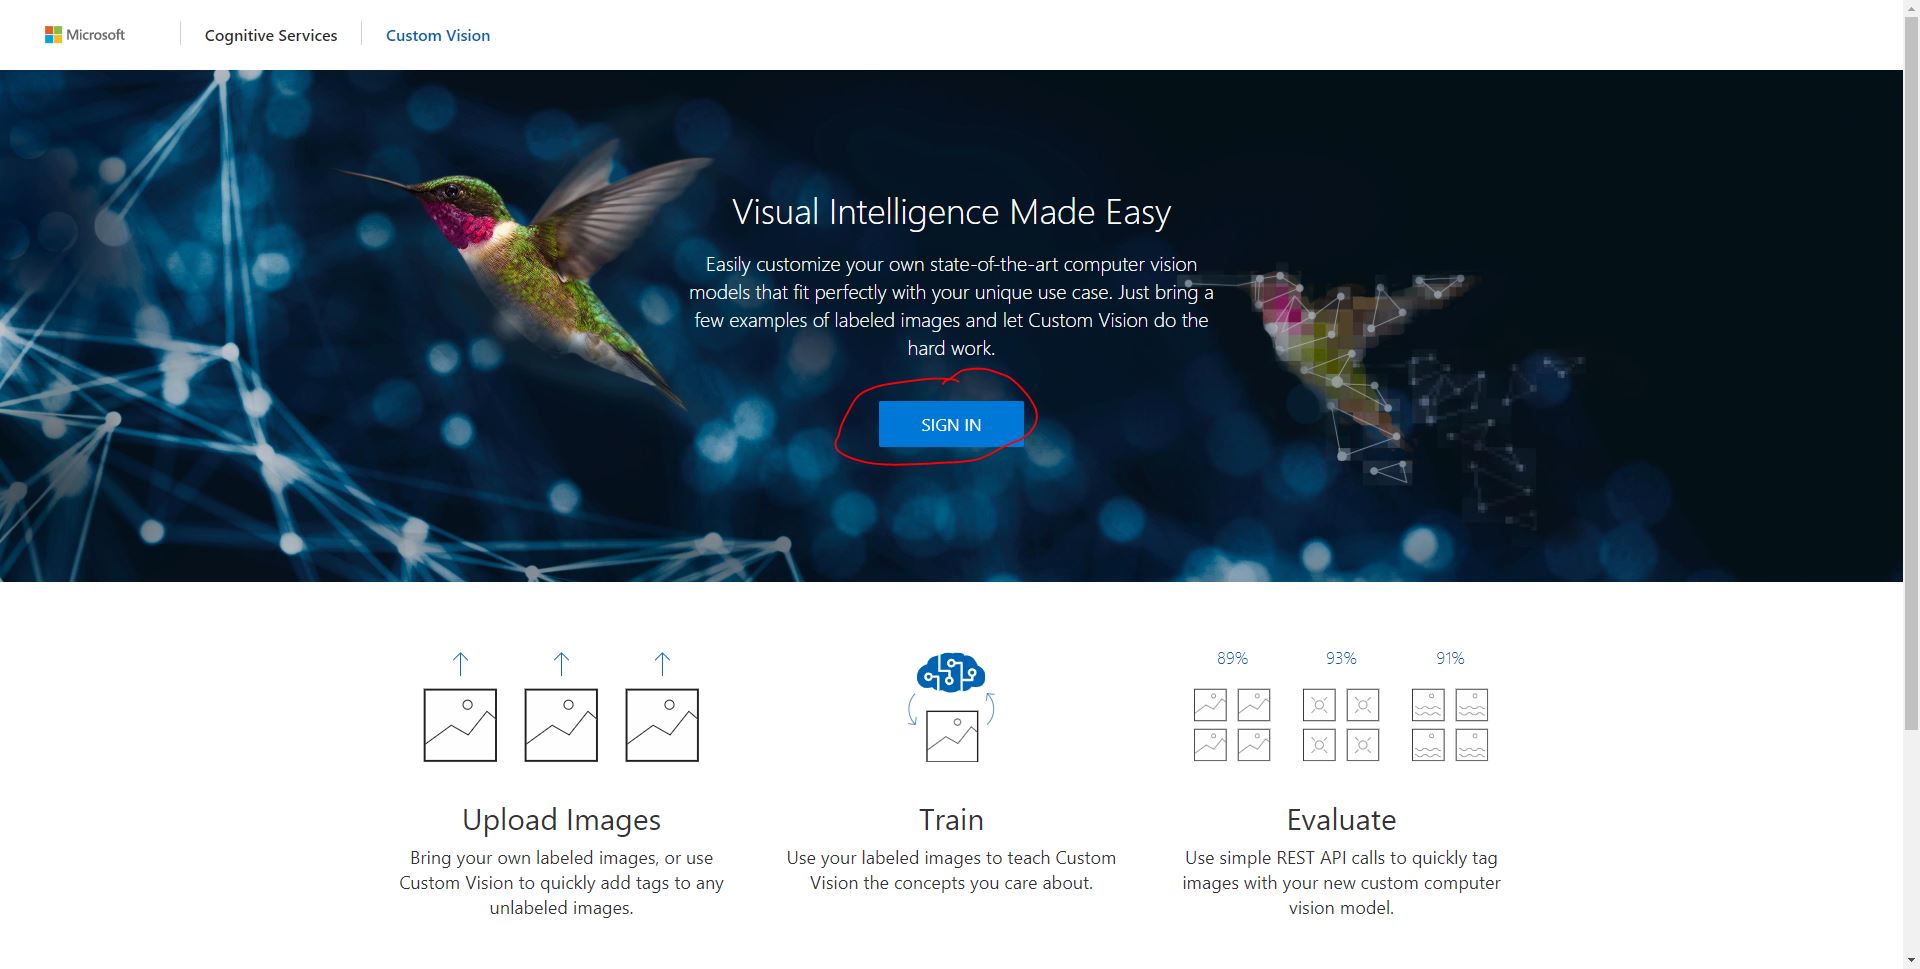 Microsoft
Cognitive Services
Custom Vision
Visual Intelligence Made Easy
Easily customize your own state-of-the-art computer vision
models that fit perfectly with your unique use case. Just bring a
few examples of labeled images and let Custom Vision do the
hard work.
SIGN IN
89%
93%
91%
Upload Images
Bring your own labeled images, or use
Custom Vision to quickly add tags to any
unlabeled images.
Train
Use your labeled images to teach Custom
Vision the concepts you care about.
Evaluate
Use simple REST API calls to quickly tag
images with your new custom computer
vision model.